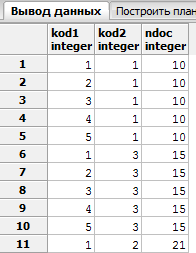 Вывод данных Построить план
kod1 integer kod2 integer ndoc integer
1 1 1 10
2 2 1 10
3 3 1 10
4 4 1 10
5 5 1 10
6 1 3 15
7 2 3 15
8 3 3 15
9 4 3 15
10 5 3 15
11 1 2 21